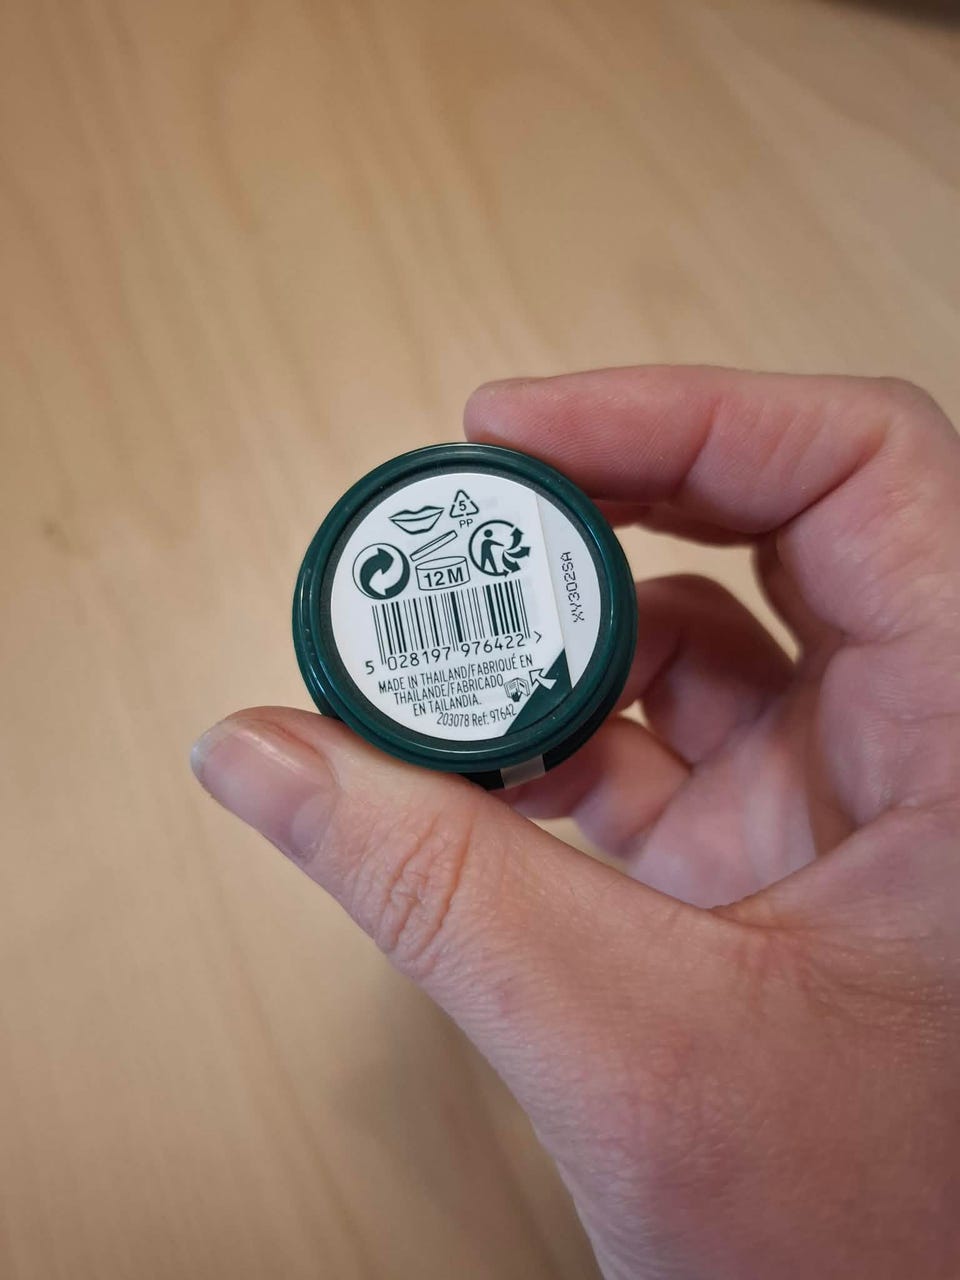 5
PP
12M
XY302SA
5 028197 976422 >
MADE IN THAILAND/FABRIQUÉ EN
THAILANDE/FABRICADO
EN TAILANDIA.
203078 Ref. 97642